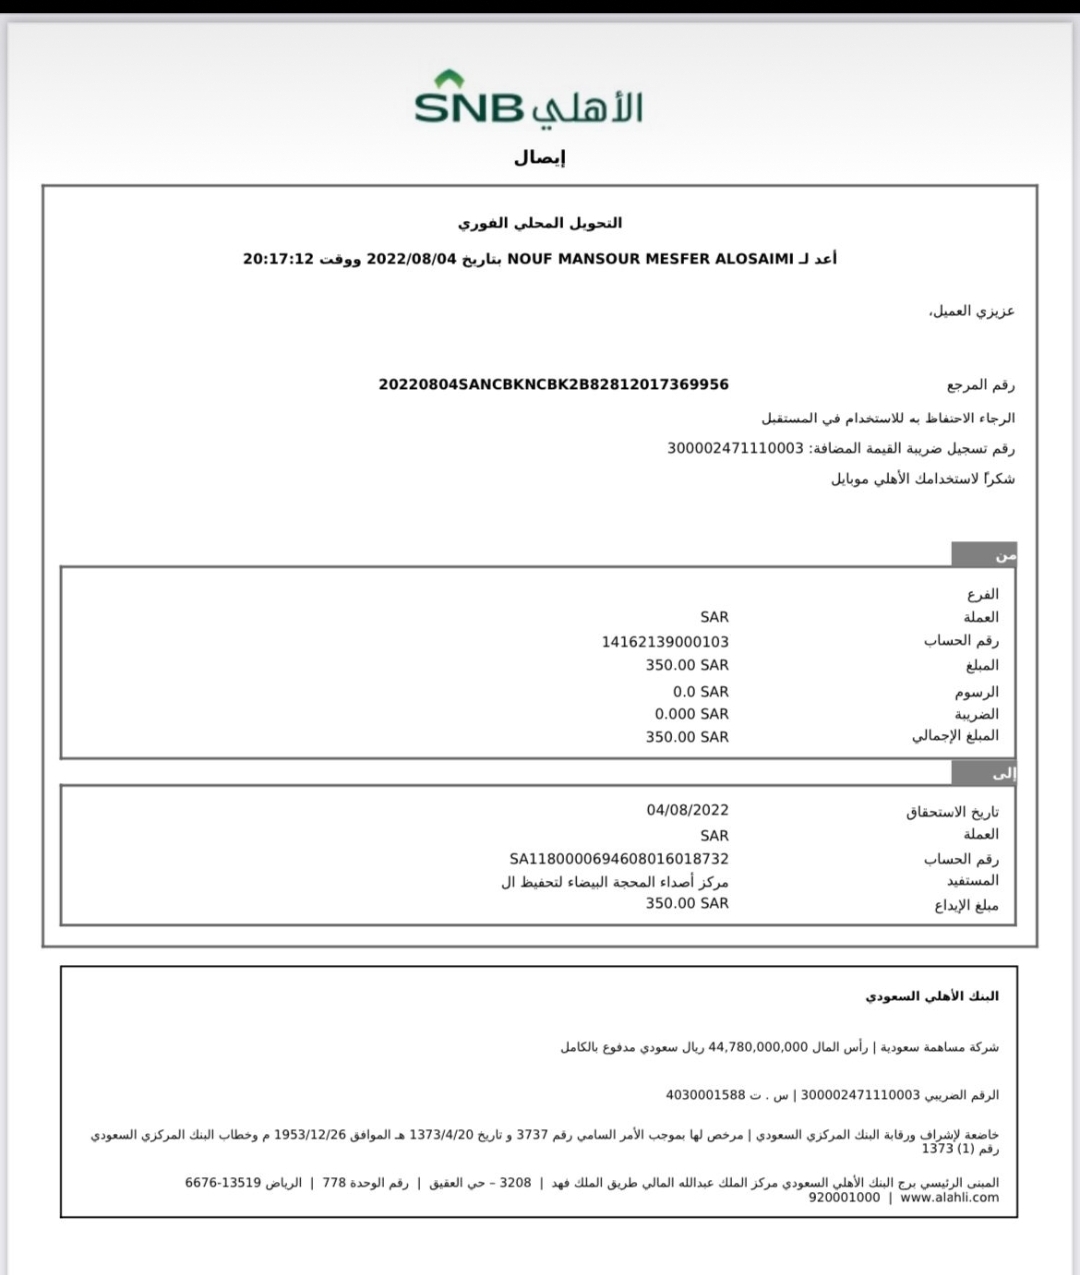 SNB الأهلي
إيصال
التحويل المحلي الفوري
أعد لـ NOUF MANSOUR MESFER ALOSAIMI بتاريخ 2022/08/04 ووقت 20:17:12
عزيزي العميل،
رقم المرجع 20220804SANCBKNCBK2B82812017369956
الرجاء الاحتفاظ به للاستخدام في المستقبل
رقم تسجيل ضريبة القيمة المضافة: 300002471110003
شكراً لاستخدامك الأهلي موبايل
من
الفرع
العملة SAR
رقم الحساب 14162139000103
المبلغ 350.00 SAR
الرسوم 0.0 SAR
الضريبة 0.000 SAR
المبلغ الإجمالي 350.00 SAR
إلى
تاريخ الاستحقاق 04/08/2022
العملة SAR
رقم الحساب SA1180000694608016018732
المستفيد مركز أصداء المحجة البيضاء لتحفيظ ال
مبلغ الإيداع 350.00 SAR
البنك الأهلي السعودي
شركة مساهمة سعودية | رأس المال 44,780,000,000 ريال سعودي مدفوع بالكامل
الرقم الضريبي 300002471110003 | س . ت 4030001588
خاضعة لإشراف ورقابة البنك المركزي السعودي | مرخص لها بموجب الأمر السامي رقم 3737 و تاريخ 1373/4/20 هـ الموافق 1953/12/26 م وخطاب البنك المركزي السعودي
رقم (1) 1373
المبنى الرئيسي برج البنك الأهلي السعودي مركز الملك عبدالله المالي طريق الملك فهد | 3208 – حي العقيق | رقم الوحدة 778 | الرياض 13519-6676
920001000 | www.alahli.com